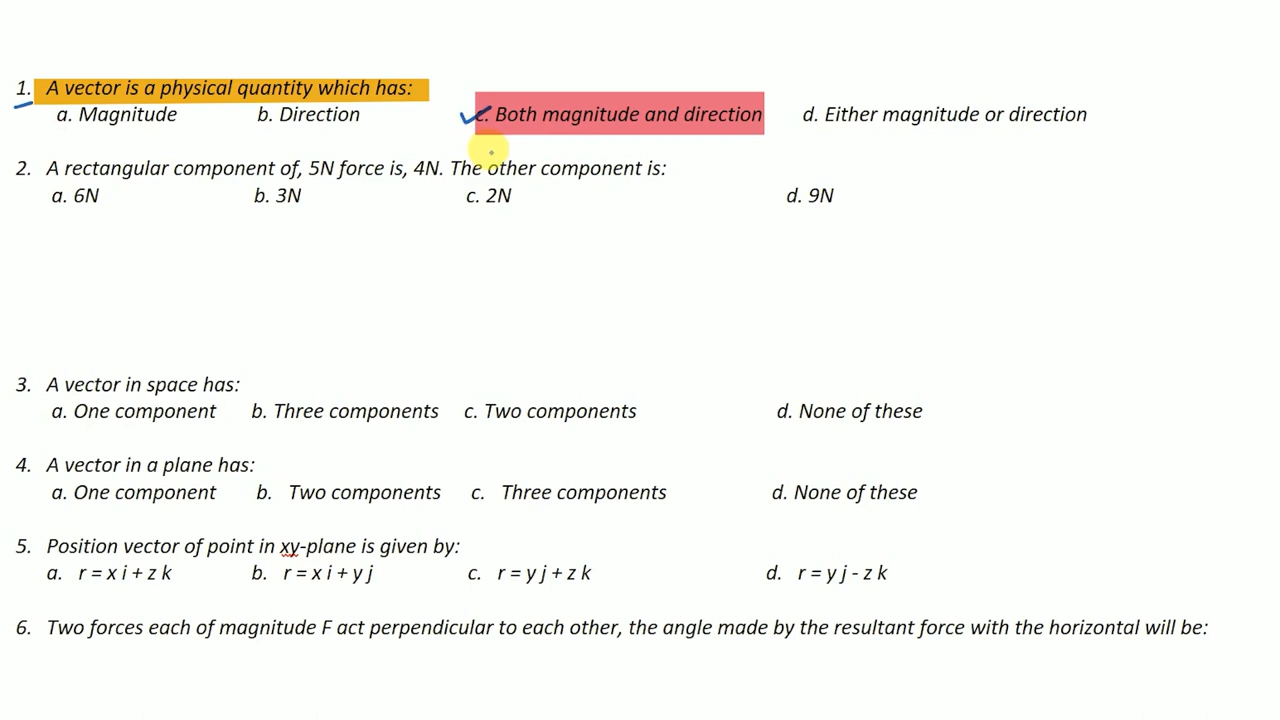 1. A vector is a physical quantity which has:
a. Magnitude b. Direction c. Both magnitude and direction d. Either magnitude or direction
2. A rectangular component of, 5N force is, 4N. The other component is:
a. 6N b. 3N c. 2N d. 9N
3. A vector in space has:
a. One component b. Three components c. Two components d. None of these
4. A vector in a plane has:
a. One component b. Two components c. Three components d. None of these
5. Position vector of point in xy-plane is given by:
a. r = x i + z k b. r = x i + y j c. r = y j + z k d. r = y j - z k
6. Two forces each of magnitude F act perpendicular to each other, the angle made by the resultant force with the horizontal will be: